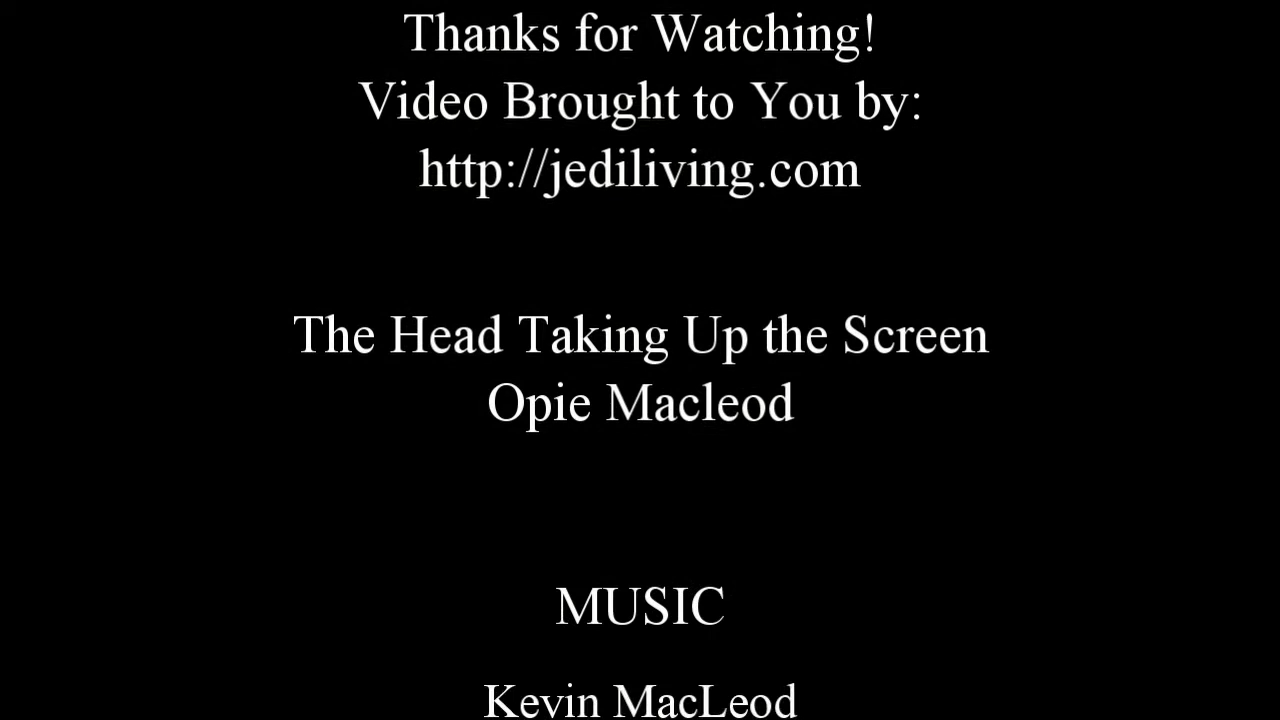 Thanks for Watching!
Video Brought to You by:
http://jediliving.com
The Head Taking Up the Screen
Opie Macleod
MUSIC
Kevin MacLeod